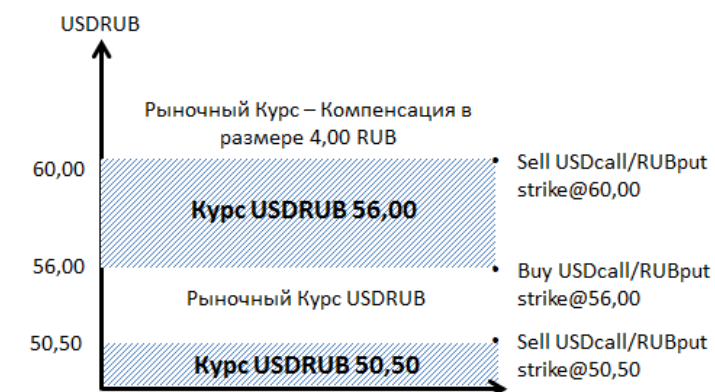 USDRUB
Рыночный Курс – Компенсация в
размере 4,00 RUB
60,00
Sell USDcall/RUBput
strike@60,00
Курс USDRUB 56,00
56,00
Buy USDcall/RUBput
strike@56,00
Рыночный Курс USDRUB
50,50
Sell USDcall/RUBput
strike@50,50
Курс USDRUB 50,50